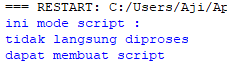 === RESTART: C:/Users/Aji/Ap
ini mode script :
tidak langsung diproses
dapat membuat script